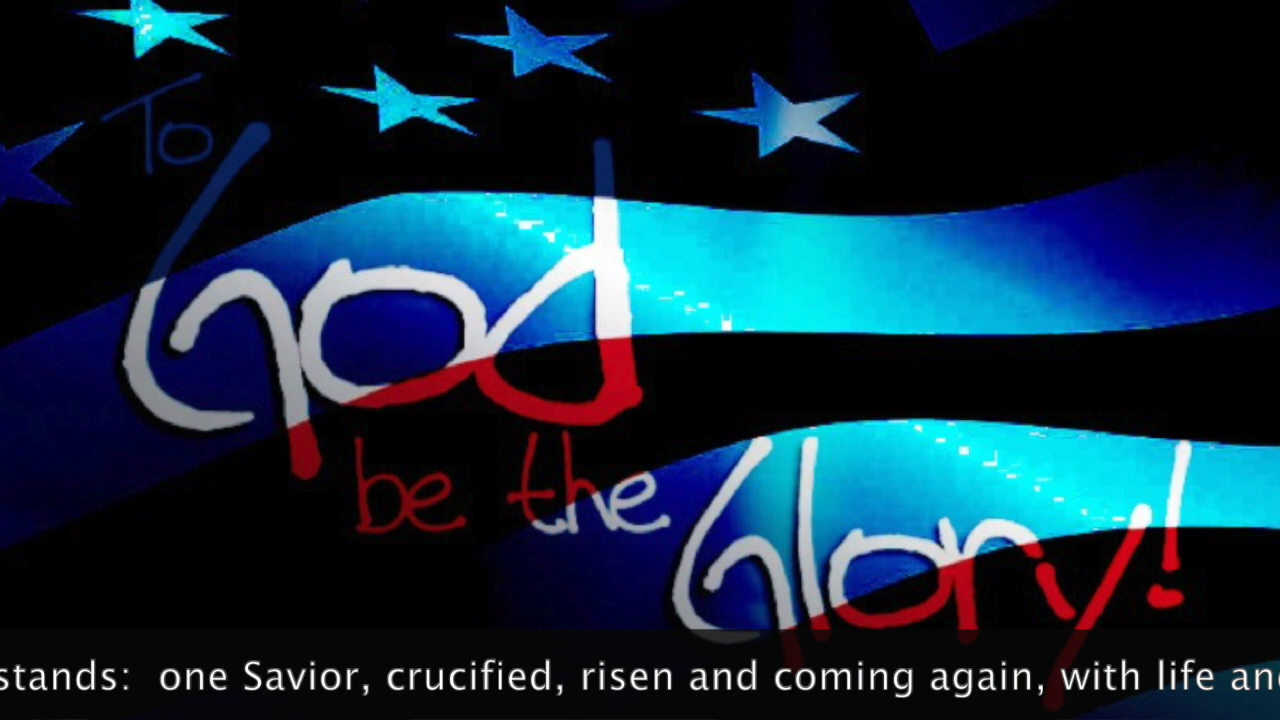 To
God
be the
Glory!
stands: one Savior, crucified, risen and coming again, with life an